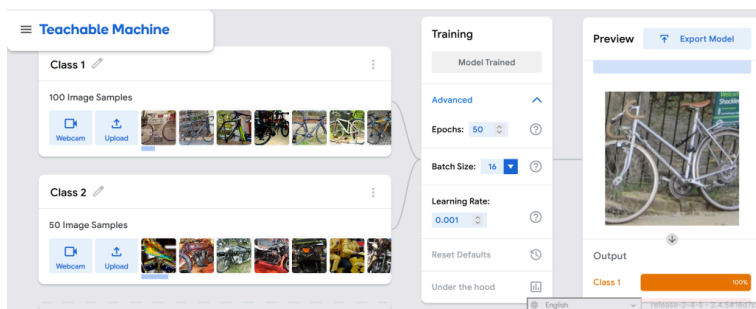 Teachable Machine
Class 1
100 Image Samples
Webcam
Upload
Class 2
50 Image Samples
Webcam
Upload
Training
Model Trained
Advanced
Epochs: 50
Batch Size: 16
Learning Rate:
0.001
Reset Defaults
Under the hood
Preview
Export Model
Output
Class 1
100%
English